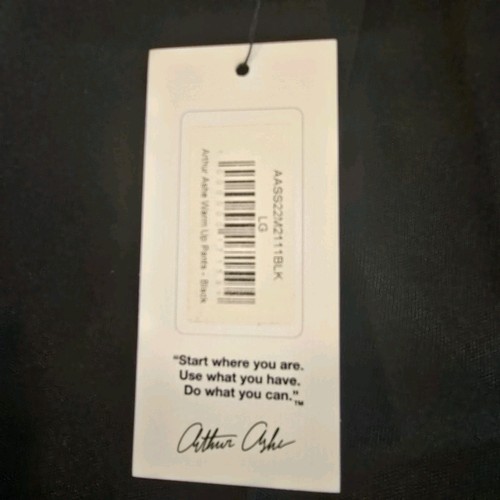 AASS22M2111BLK
LG
Arthur Ashe Warm Up Pants - Black
“Start where you are.
Use what you have.
Do what you can.”™
Arthur Ashe